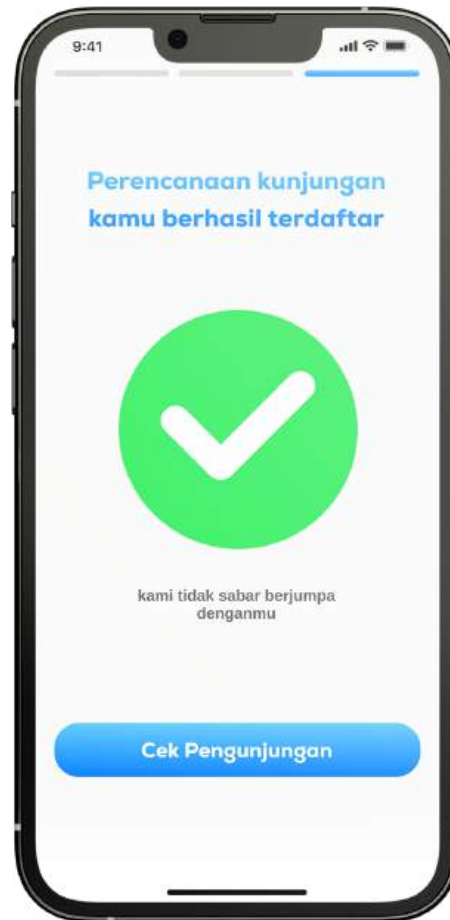 9:41
Perencanaan kunjungan
kamu berhasil terdaftar
kami tidak sabar berjumpa
denganmu
Cek Pengunjungan